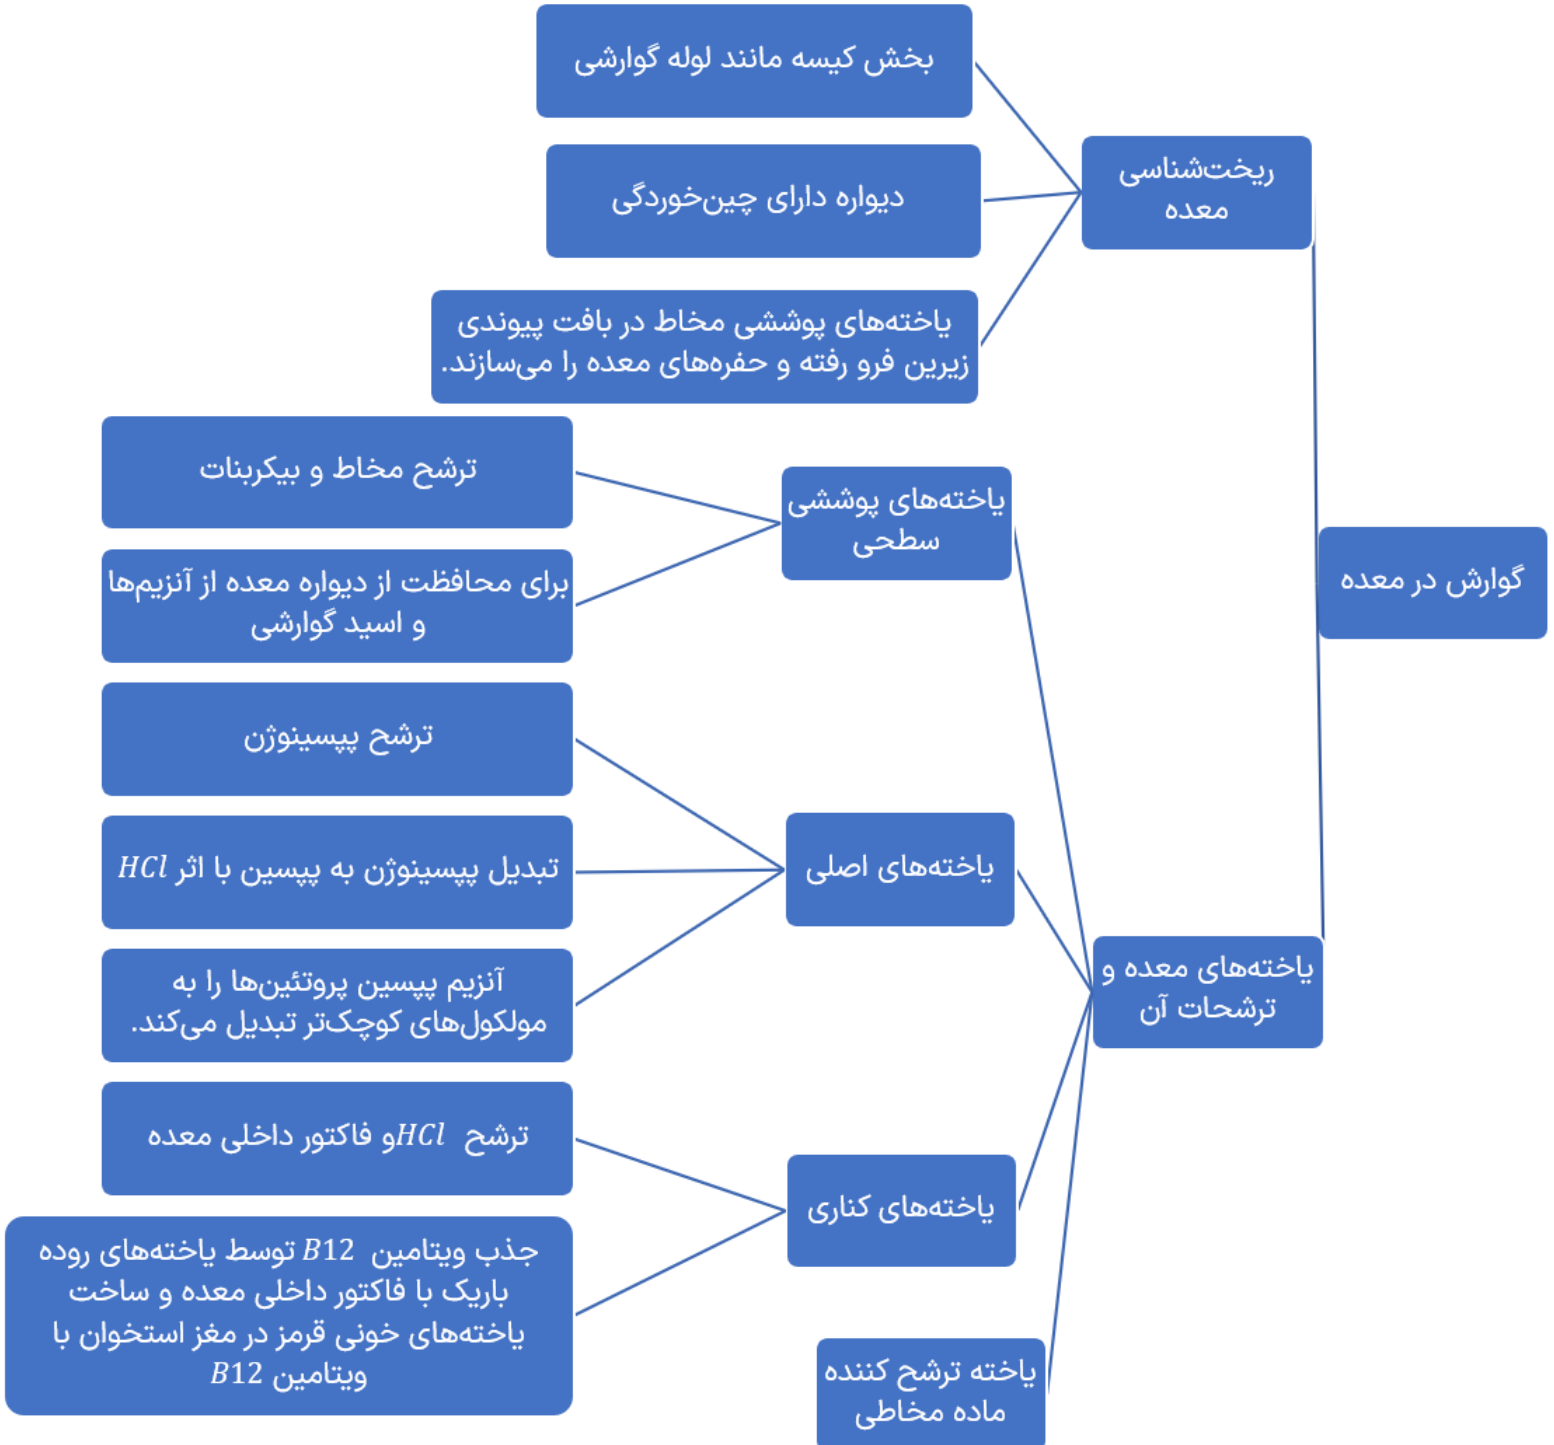 بخش کیسه مانند لوله گوارشی
ریخت‌شناسی
معده
دیواره دارای چین‌خوردگی
یاخته‌های پوششی مخاط در بافت پیوندی
زیرین فرو رفته و حفره‌های معده را می‌سازند.
گوارش در معده
یاخته‌های پوششی
سطحی
ترشح مخاط و بیکربنات
برای محافظت از دیواره معده از آنزیم‌ها
و اسید گوارشی
یاخته‌های معده و
ترشحات آن
یاخته‌های اصلی
ترشح پپسینوژن
تبدیل پپسینوژن به پپسین با اثر HCl
آنزیم پپسین پروتئین‌ها را به
مولکول‌های کوچک‌تر تبدیل می‌کند.
یاخته‌های کناری
ترشح HCl و فاکتور داخلی معده
جذب ویتامین B12 توسط یاخته‌های روده
باریک با فاکتور داخلی معده و ساخت
یاخته‌های خونی قرمز در مغز استخوان با
ویتامین B12
یاخته ترشح کننده
ماده مخاطی